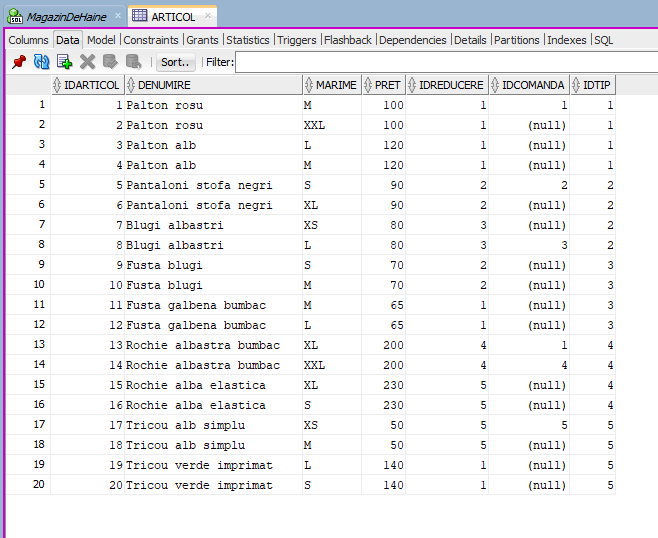 MagazinDeHaine ARTICOL
Columns Data Model Constraints Grants Statistics Triggers Flashback Dependencies Details Partitions Indexes SQL
Sort.. Filter:
IDARTICOL DENUMIRE MARIME PRET IDREDUCERE IDCOMANDA IDTIP
1 1 Palton rosu M 100 1 1 1
2 2 Palton rosu XXL 100 1 (null) 1
3 3 Palton alb L 120 1 (null) 1
4 4 Palton alb M 120 1 (null) 1
5 5 Pantaloni stofa negri S 90 2 2 2
6 6 Pantaloni stofa negri XL 90 2 (null) 2
7 7 Blugi albastri XS 80 3 (null) 2
8 8 Blugi albastri L 80 3 3 2
9 9 Fusta blugi S 70 2 (null) 3
10 10 Fusta blugi M 70 2 (null) 3
11 11 Fusta galbena bumbac M 65 1 (null) 3
12 12 Fusta galbena bumbac L 65 1 (null) 3
13 13 Rochie albastra bumbac XL 200 4 1 4
14 14 Rochie albastra bumbac XXL 200 4 4 4
15 15 Rochie alba elastica XL 230 5 (null) 4
16 16 Rochie alba elastica S 230 5 (null) 4
17 17 Tricou alb simplu XS 50 5 5 5
18 18 Tricou alb simplu M 50 5 (null) 5
19 19 Tricou verde imprimat L 140 1 (null) 5
20 20 Tricou verde imprimat S 140 1 (null) 5